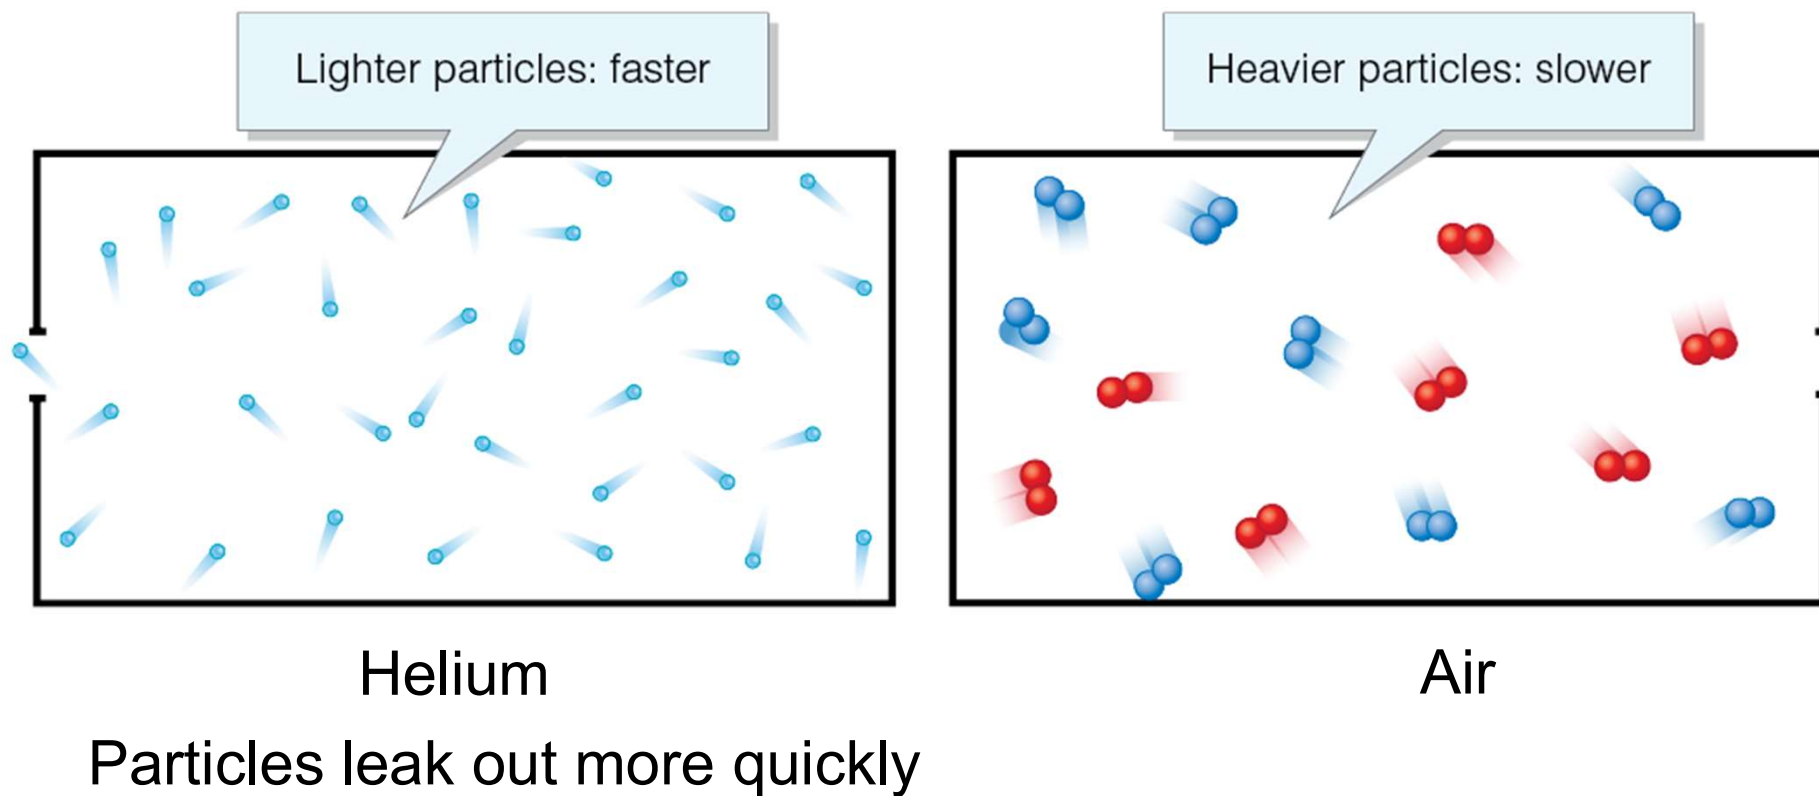 Lighter particles: faster
Heavier particles: slower
Helium
Air
Particles leak out more quickly